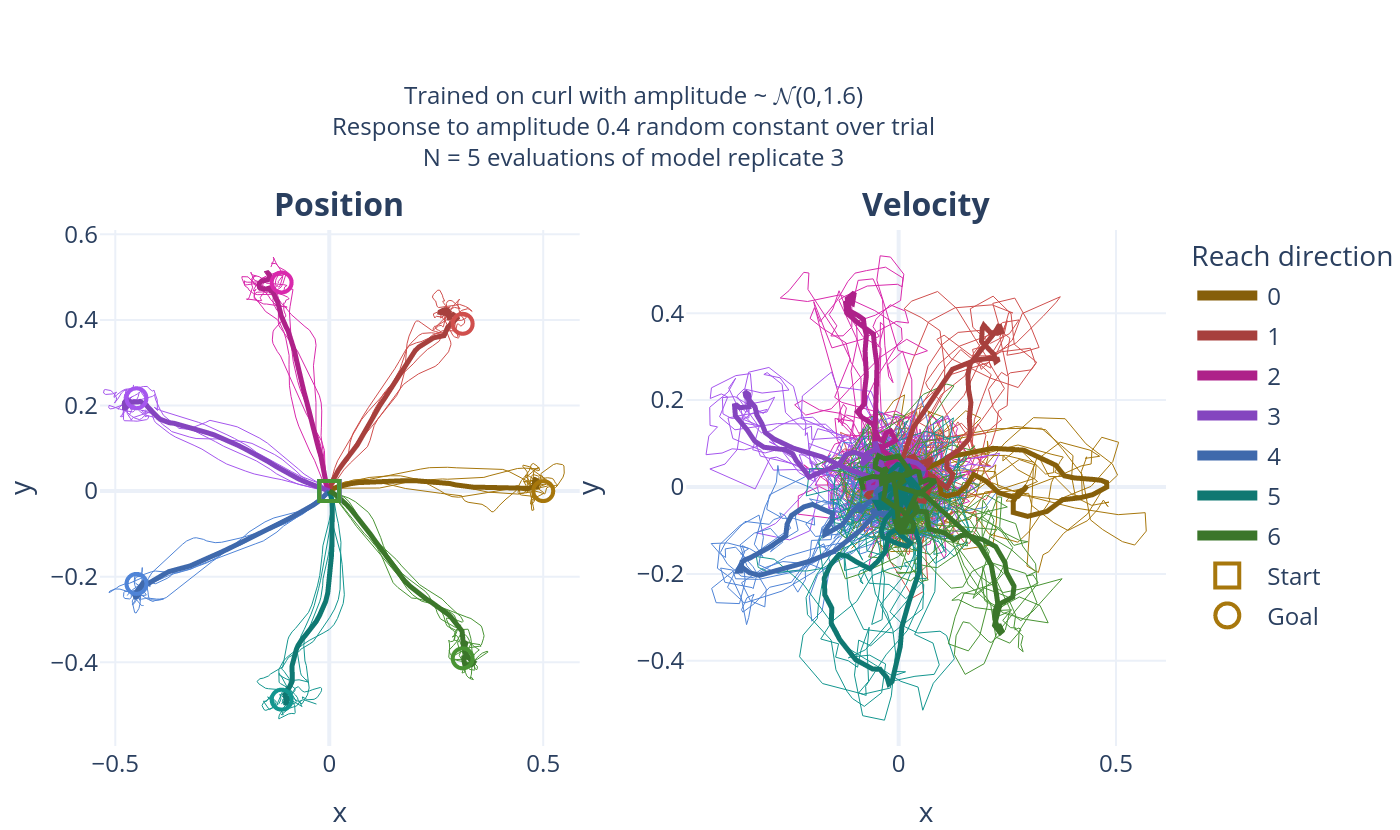 Trained on curl with amplitude ~ 𝒩(0,1.6)
Response to amplitude 0.4 random constant over trial
N = 5 evaluations of model replicate 3
Position
Velocity
0.6
0.4
0.2
0
−0.2
−0.4
−0.5
0
0.5
x
y
0.4
0.2
0
−0.2
−0.4
0
0.5
x
y
Reach direction
0
1
2
3
4
5
6
Start
Goal